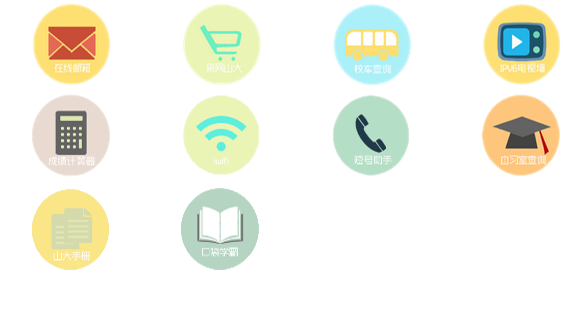 在线邮箱
采购山大
校车查询
IPV6电视墙
成绩计算器
iwifi
短号助手
自习室查询
山大手册
口袋学霸